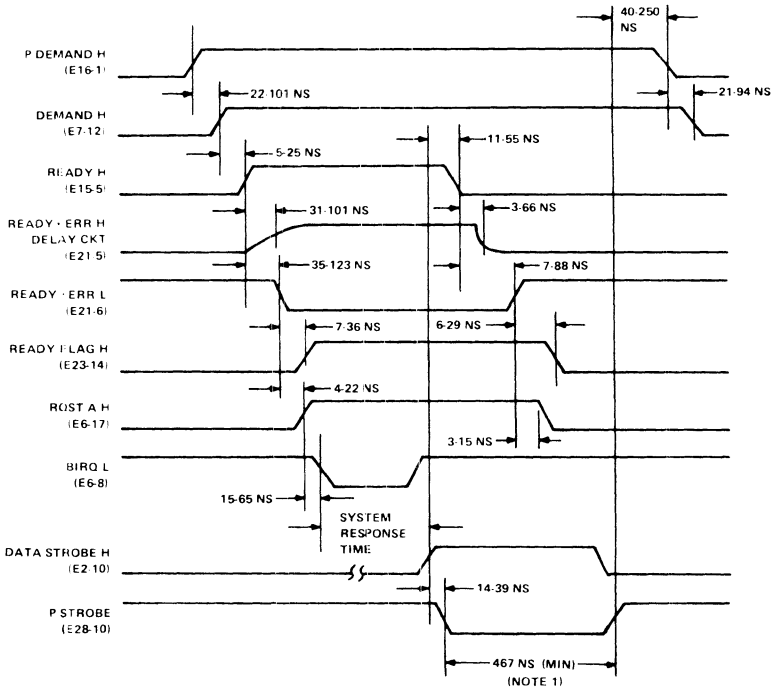 40-250
NS
P DEMAND H
(E16-1)
22-101 NS
21-94 NS
DEMAND H
(E7-12)
11-55 NS
5-25 NS
READY H
(E15-5)
31-101 NS
3-66 NS
READY · ERR H
DELAY CKT
(E21-5)
35-123 NS
7-88 NS
READY · ERR L
(E21-6)
7-36 NS
6-29 NS
READY FLAG H
(E23-14)
4-22 NS
RQST A H
(E6-17)
3-15 NS
BIRQ L
(E6-8)
15-65 NS
SYSTEM
RESPONSE
TIME
DATA STROBE H
(E2-10)
14-39 NS
P STROBE
(E28-10)
467 NS (MIN)
(NOTE 1)